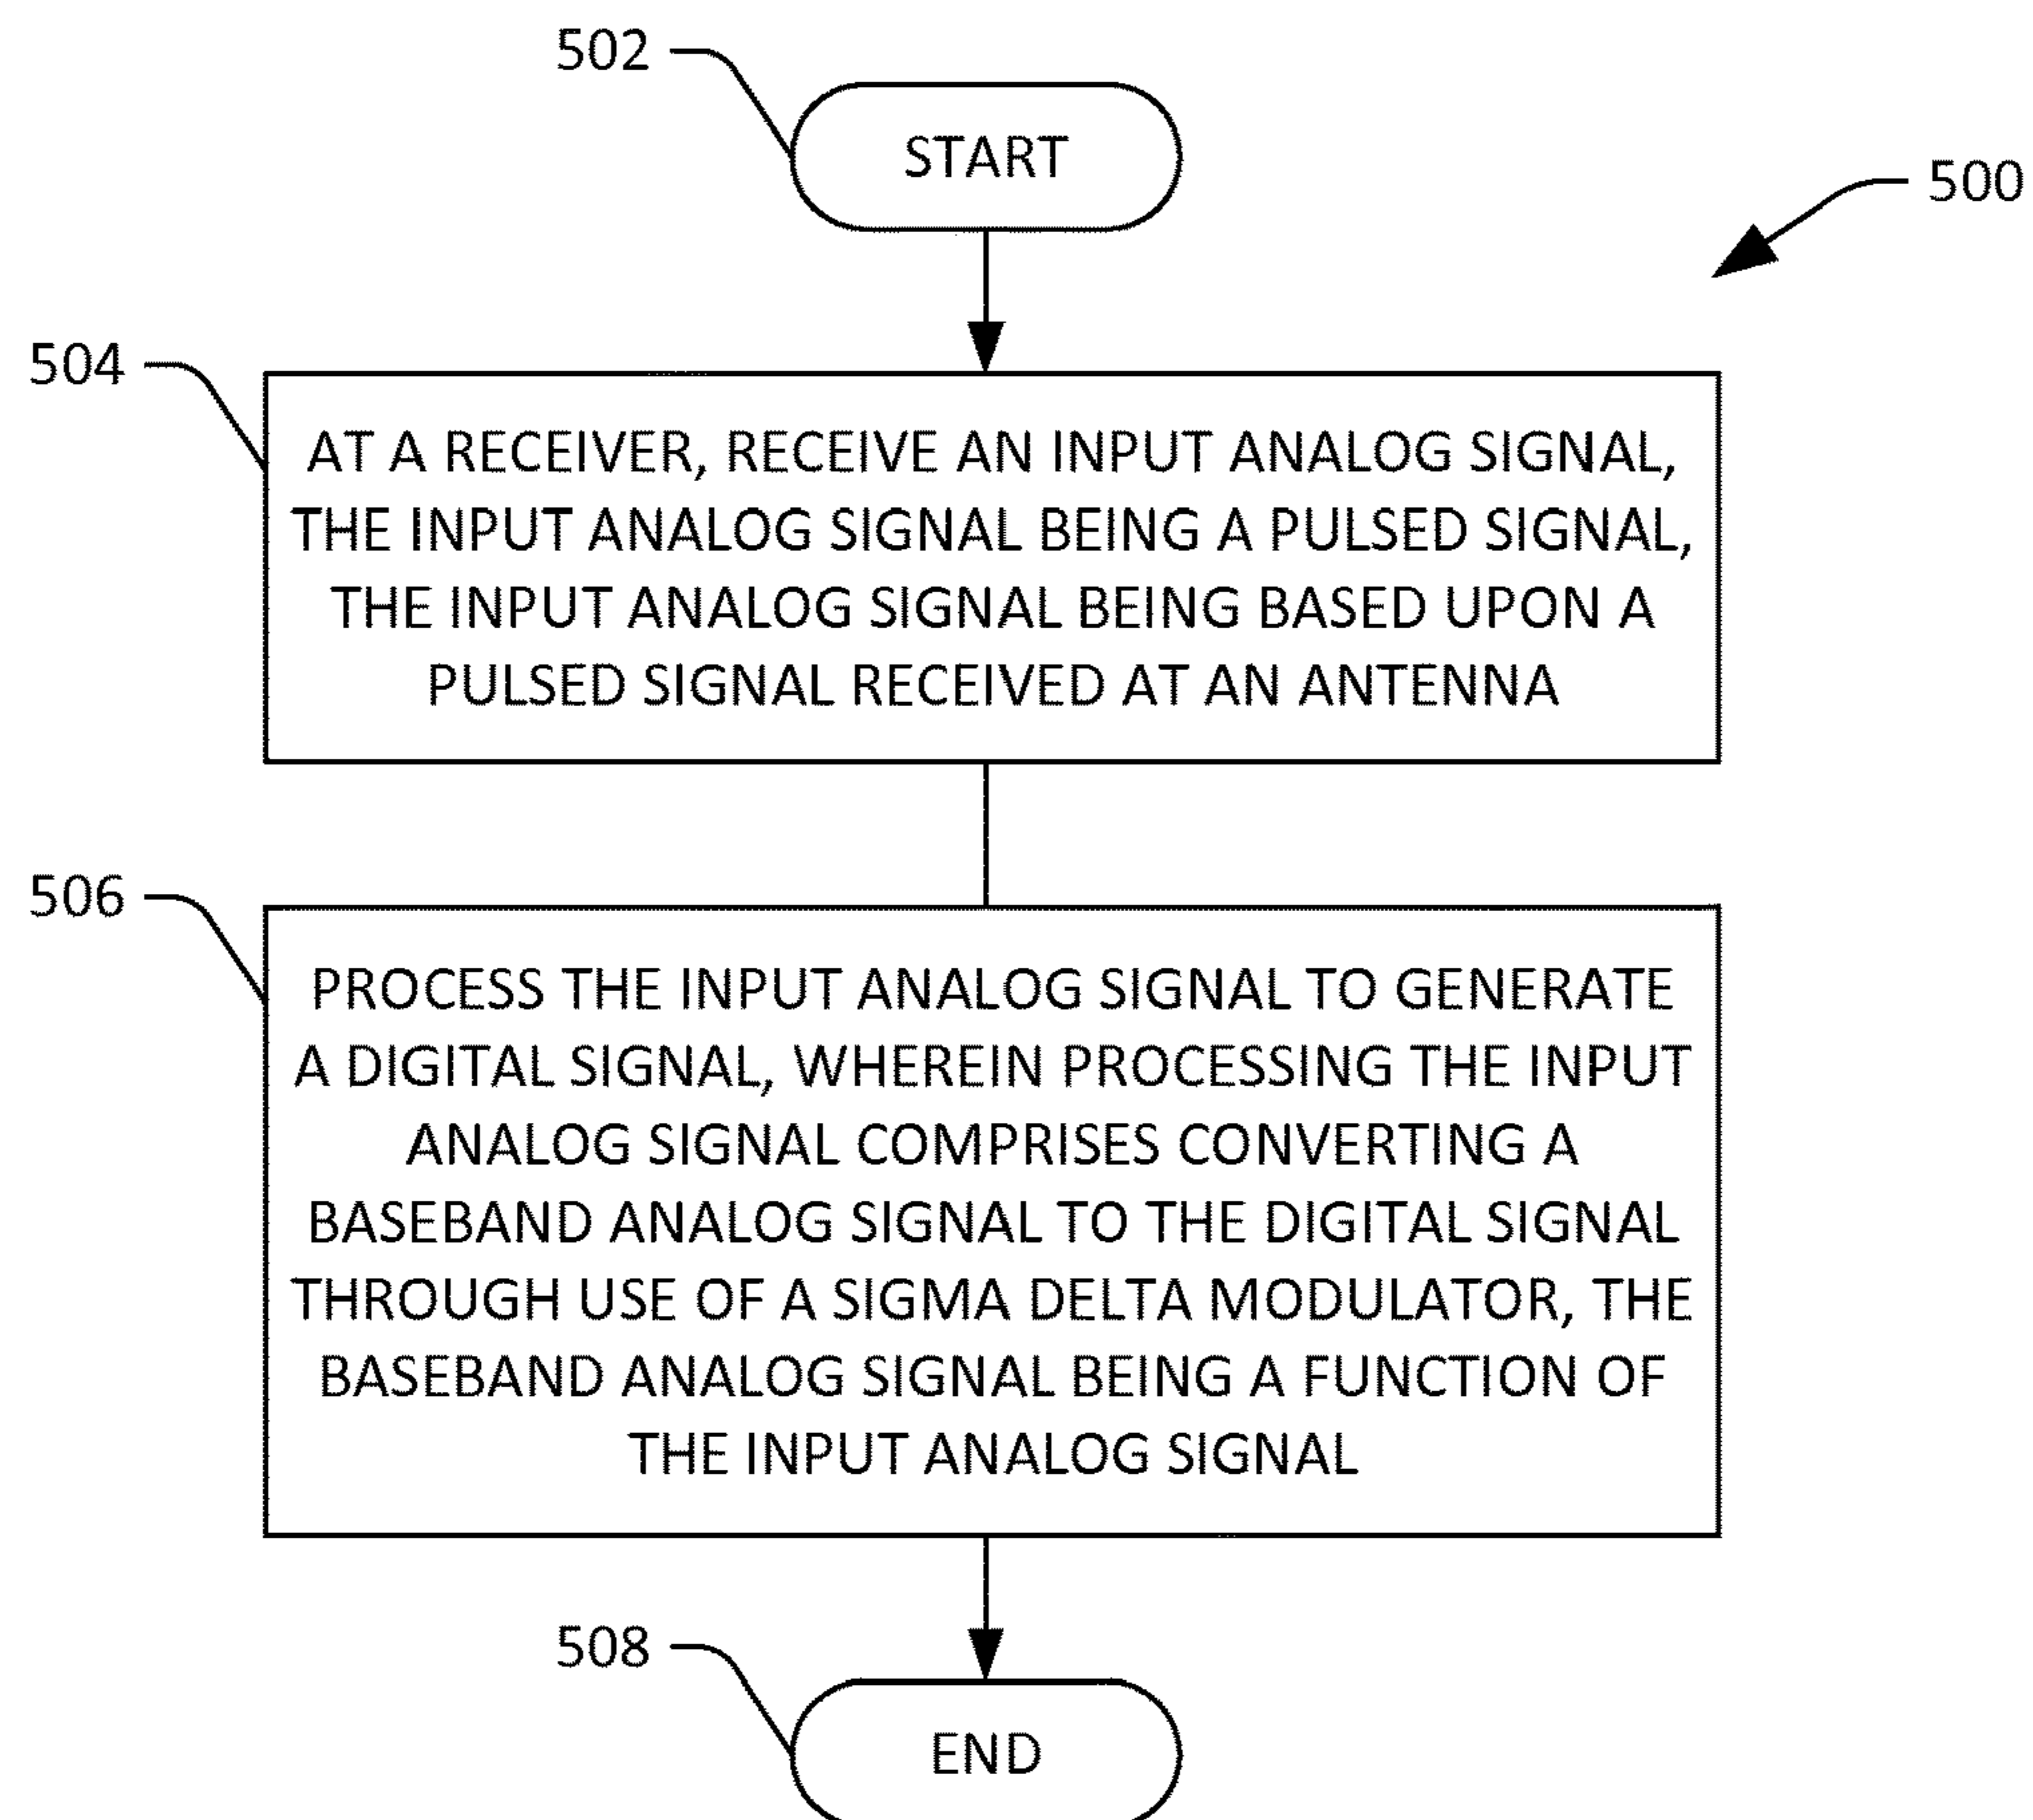 502
START
500
504
AT A RECEIVER, RECEIVE AN INPUT ANALOG SIGNAL,
THE INPUT ANALOG SIGNAL BEING A PULSED SIGNAL,
THE INPUT ANALOG SIGNAL BEING BASED UPON A
PULSED SIGNAL RECEIVED AT AN ANTENNA
506
PROCESS THE INPUT ANALOG SIGNAL TO GENERATE
A DIGITAL SIGNAL, WHEREIN PROCESSING THE INPUT
ANALOG SIGNAL COMPRISES CONVERTING A
BASEBAND ANALOG SIGNAL TO THE DIGITAL SIGNAL
THROUGH USE OF A SIGMA DELTA MODULATOR, THE
BASEBAND ANALOG SIGNAL BEING A FUNCTION OF
THE INPUT ANALOG SIGNAL
508
END